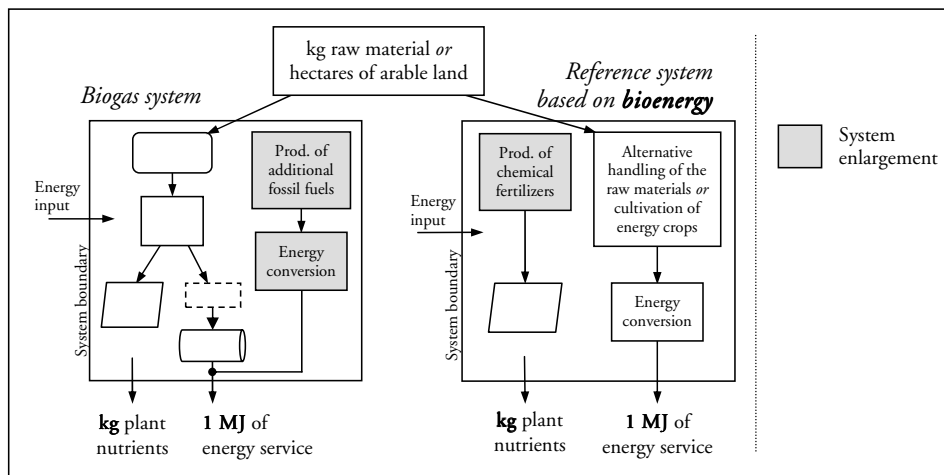 kg raw material or
hectares of arable land
Biogas system
Reference system
based on bioenergy
Prod. of
additional
fossil fuels
Energy
conversion
Energy
input
System boundary
kg plant
nutrients
1 MJ of
energy service
Prod. of
chemical
fertilizers
Alternative
handling of the
raw materials or
cultivation of
energy crops
Energy
conversion
Energy
input
System boundary
kg plant
nutrients
1 MJ of
energy service
System
enlargement